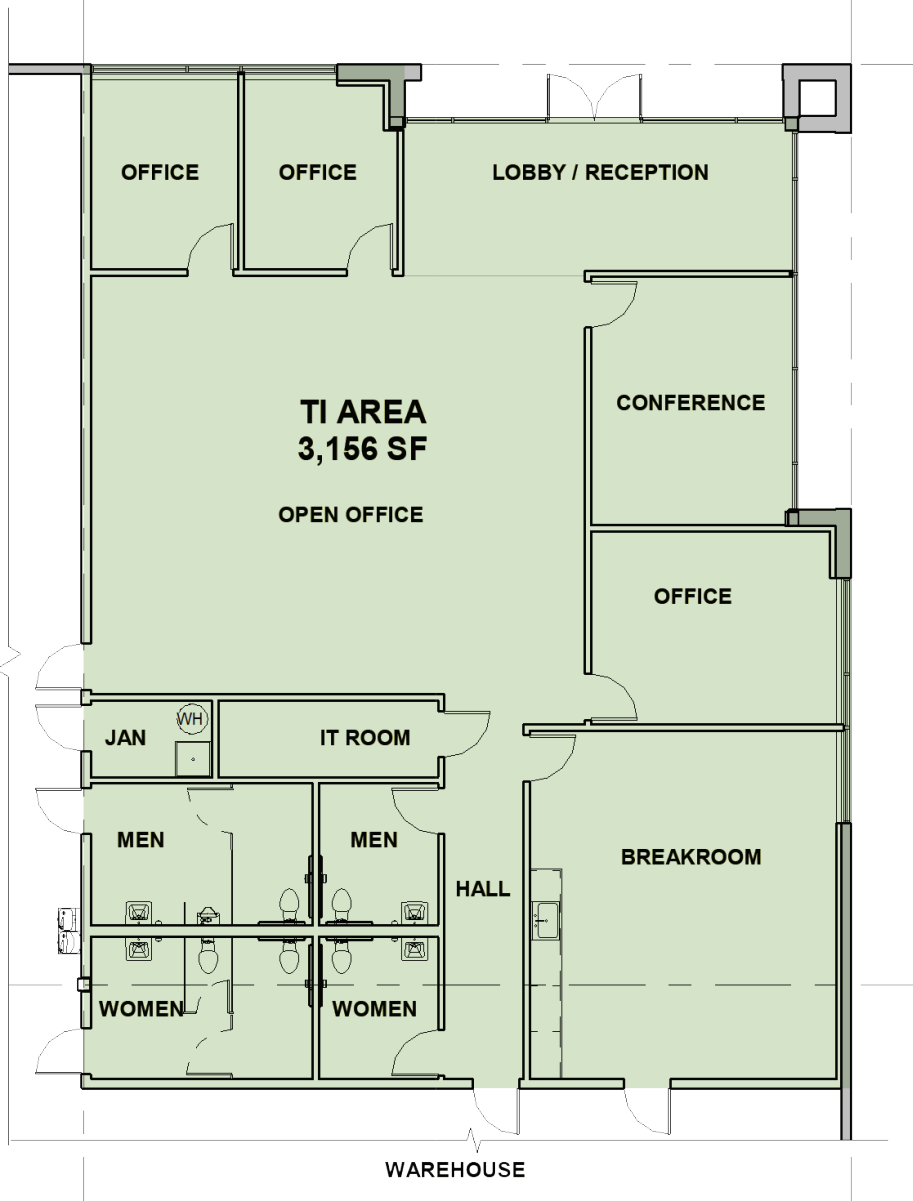 OFFICE
OFFICE
LOBBY / RECEPTION
TI AREA
3,156 SF
CONFERENCE
OPEN OFFICE
OFFICE
WH
JAN
IT ROOM
MEN
MEN
BREAKROOM
HALL
WOMEN
WOMEN
WAREHOUSE